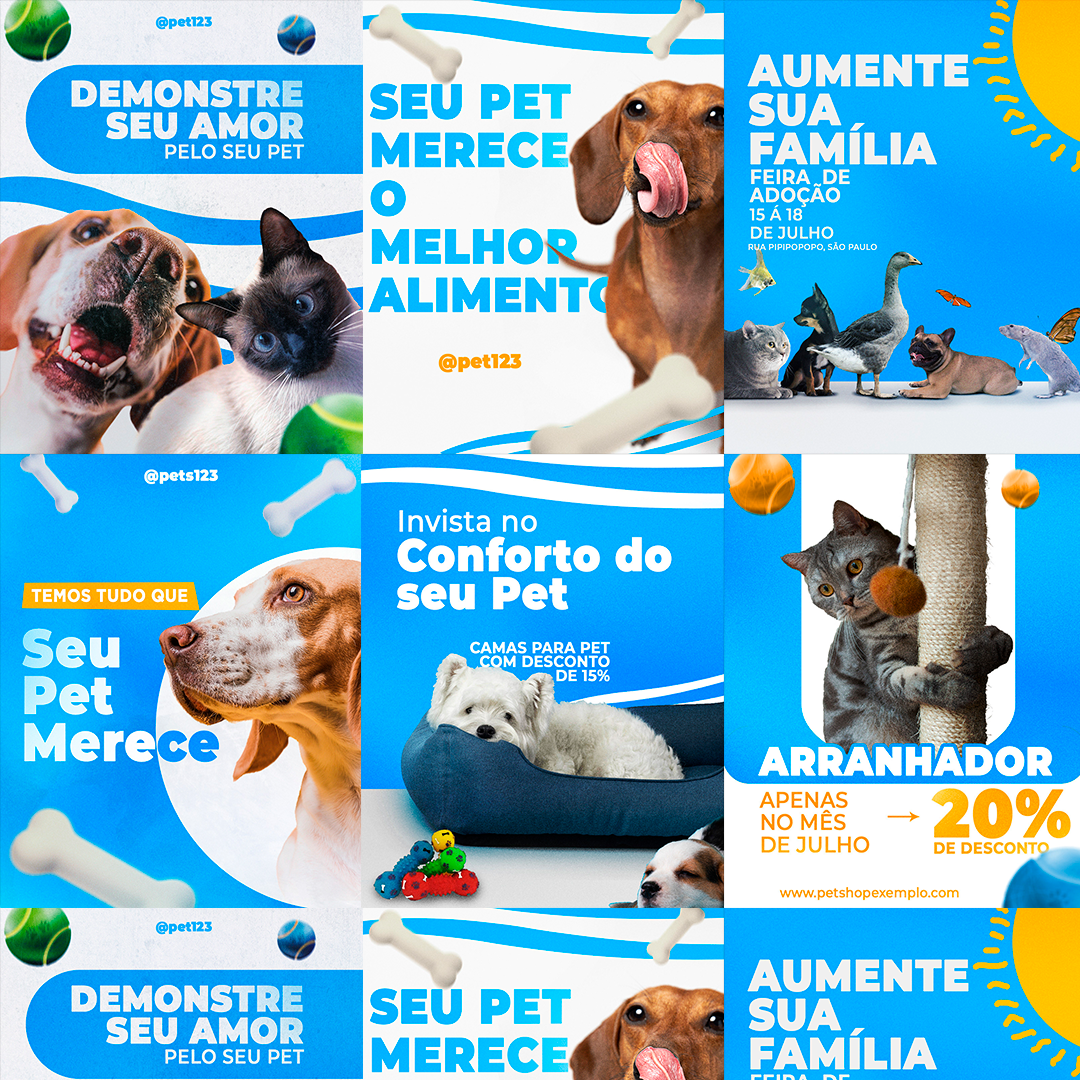 @pet123
DEMONSTRE
SEU AMOR
PELO SEU PET
SEU PET
MERECE
O
MELHOR
ALIMENTO
@pet123
AUMENTE
SUA
FAMÍLIA
FEIRA DE
ADOÇÃO
15 Á 18
DE JULHO
RUA PIPIPOPOPO, SÃO PAULO
@pets123
TEMOS TUDO QUE
Seu
Pet
Merece
Invista no
Conforto do
seu Pet
CAMAS PARA PET
COM DESCONTO
DE 15%
ARRANHADOR
APENAS
NO MÊS
DE JULHO
20%
DE DESCONTO
www.petshopexemplo.com
@pet123
DEMONSTRE
SEU AMOR
PELO SEU PET
SEU PET
MERECE
AUMENTE
SUA
FAMÍLIA
FEIRA DE